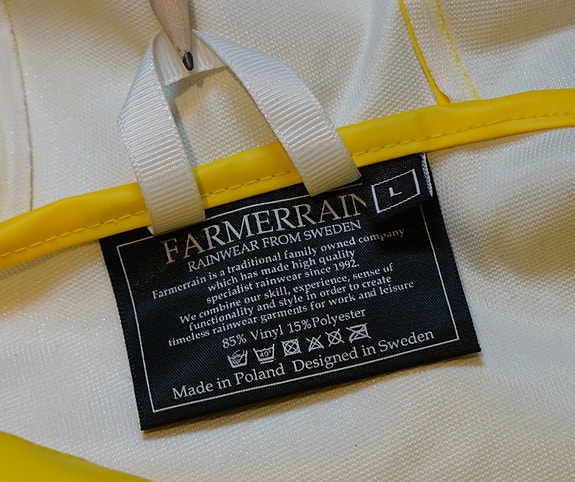 FARMERRAIN
L
RAINWEAR FROM SWEDEN
Farmerrain is a traditional family owned company
which has made high quality
specialist rainwear since 1992.
We combine our skill, experience, sense of
functionality and style in order to create
timeless rainwear garments for work and leisure
85% Vinyl 15%Polyester
40°
Made in Poland Designed in Sweden